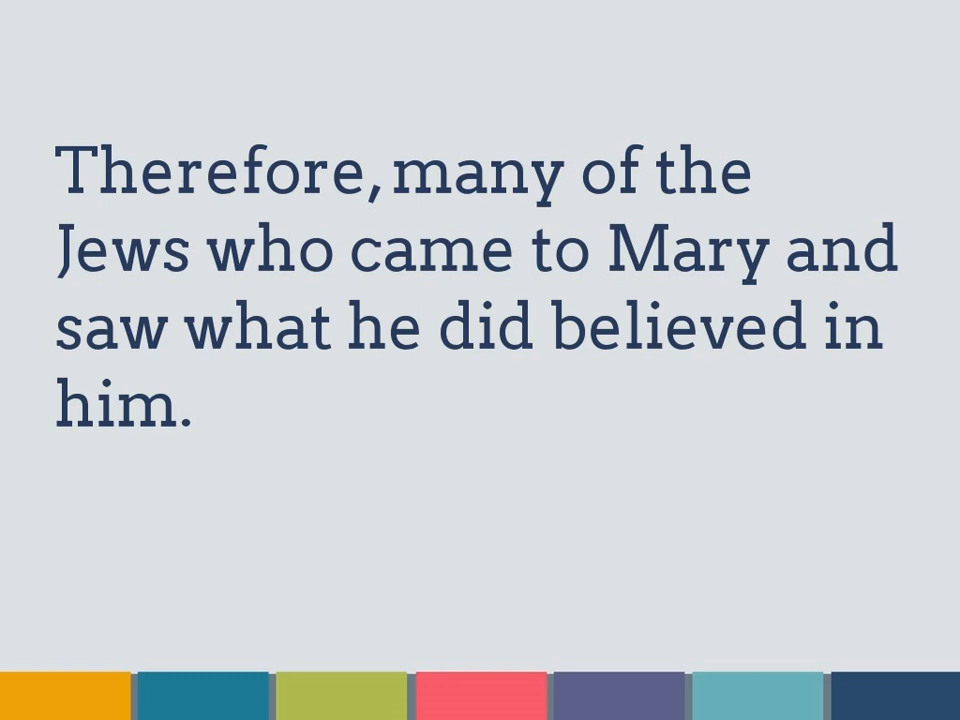 Therefore, many of the
Jews who came to Mary and
saw what he did believed in
him.